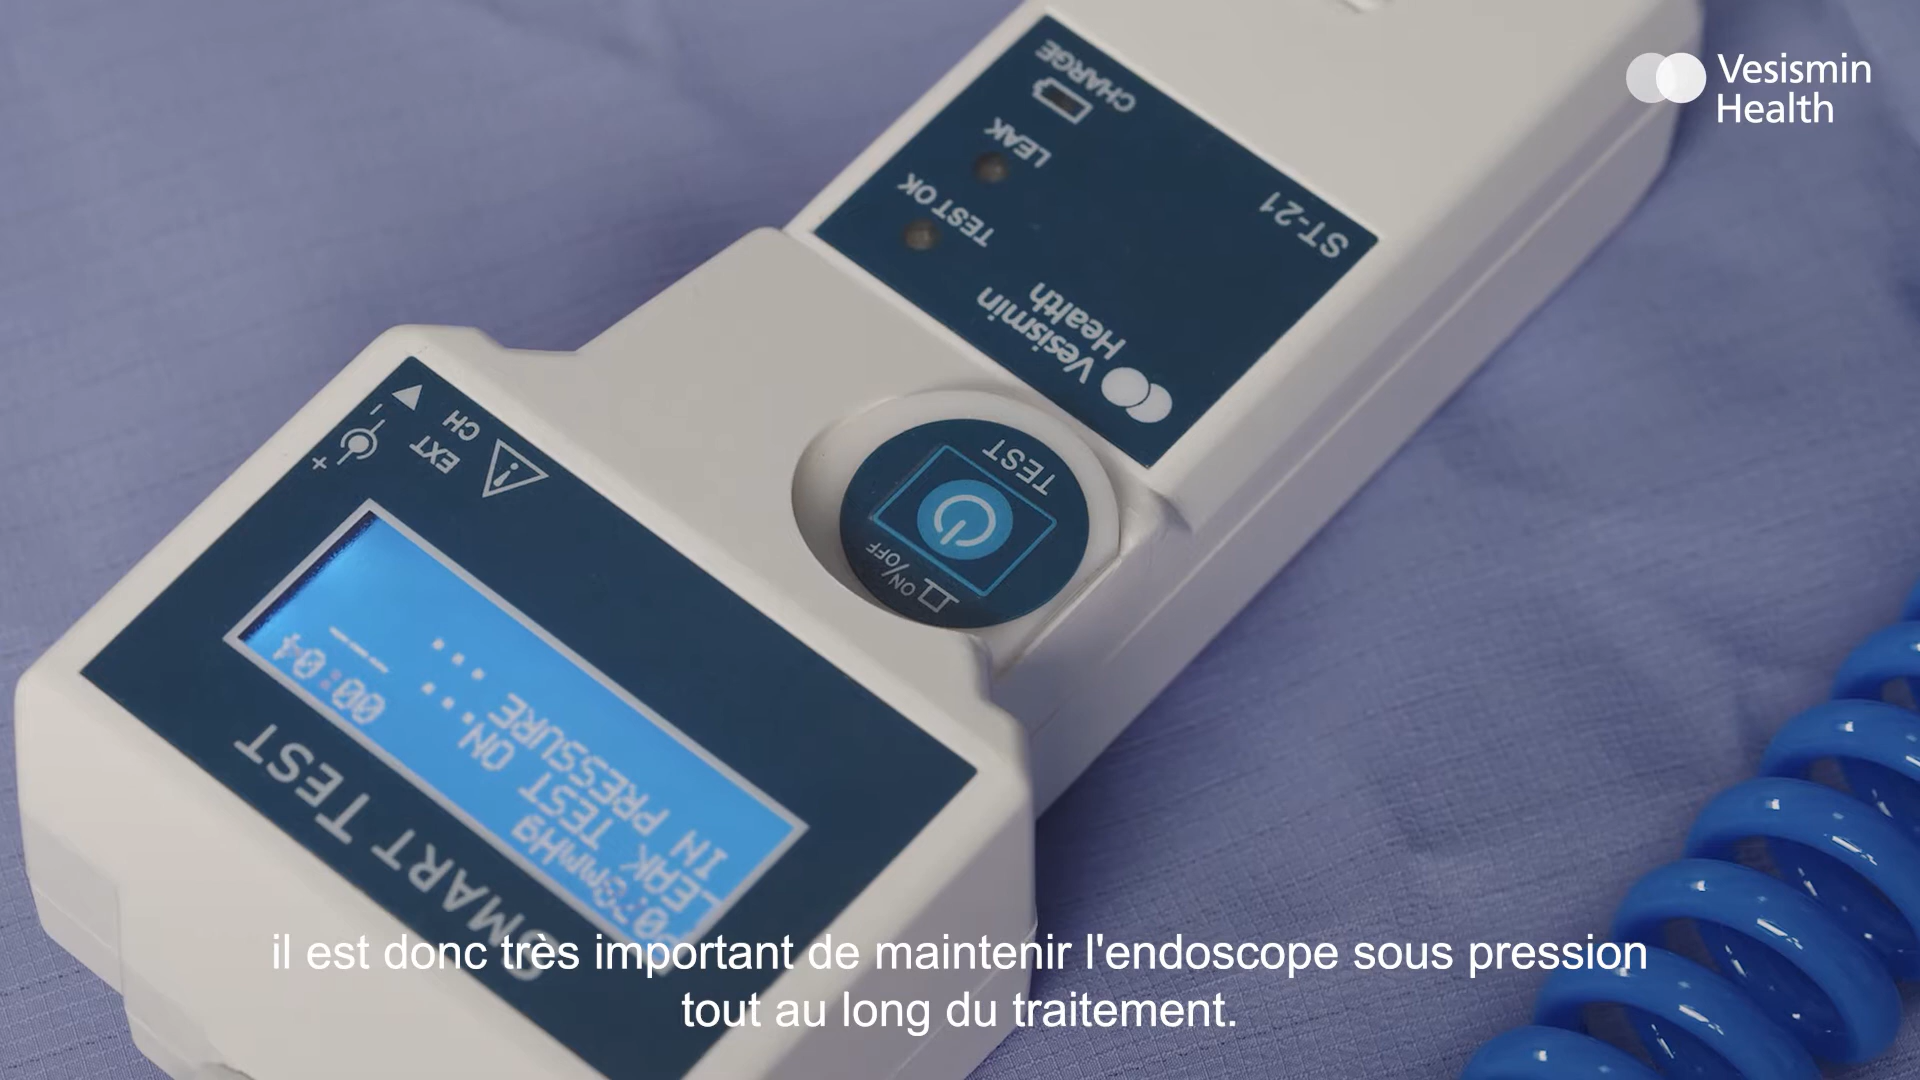 Vesismin
Health
CHARGE
LEAK
TEST OK
ST-21
Vesismin
Health
TEST
ON/OFF
EXT
CH
LEAK TEST ON
IN PRESSURE
00:04
SMART TEST
il est donc très important de maintenir l'endoscope sous pression
tout au long du traitement.